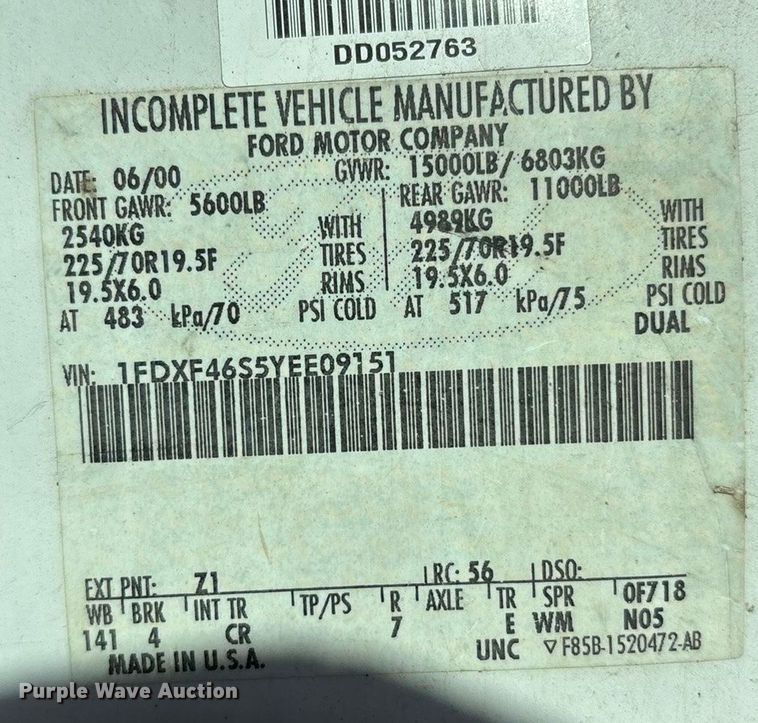 DD052763
INCOMPLETE VEHICLE MANUFACTURED BY
FORD MOTOR COMPANY
DATE: 06/00 GVWR: 15000LB/ 6803KG
FRONT GAWR: 5600LB REAR GAWR: 11000LB
2540KG WITH 4989KG WITH
225/70R19.5F TIRES 225/70R19.5F TIRES
19.5X6.0 RIMS 19.5X6.0 RIMS
AT 483 kPa/70 PSI COLD AT 517 kPa/75 PSI COLD
DUAL
VIN: 1FDXF46S5YEE09151
EXT PNT: Z1 RC: 56 DSO:
WB BRK INT TR TP/PS R AXLE TR SPR 0F718
141 4 CR 7 E WM N05
MADE IN U.S.A. UNC ▽ F85B-1520472-AB
Purple Wave Auction